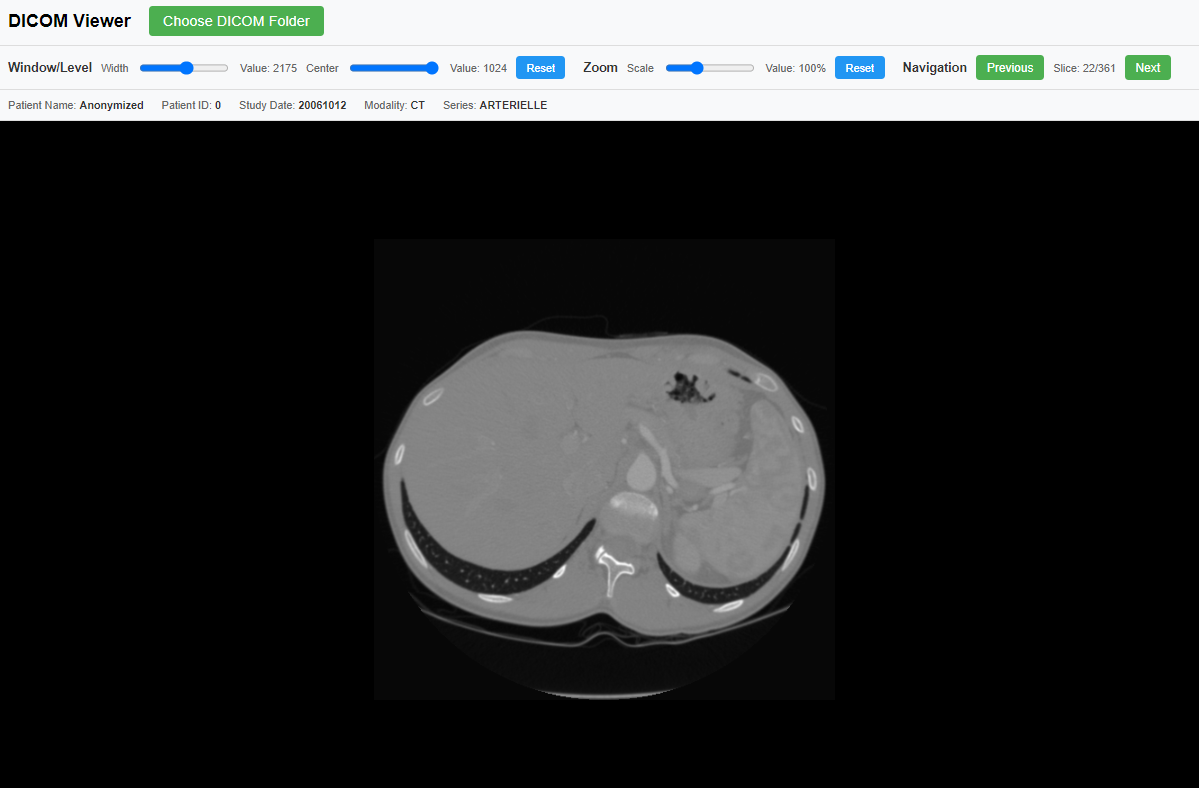 DICOM Viewer Choose DICOM Folder
Window/Level Width Value: 2175 Center Value: 1024 Reset Zoom Scale Value: 100% Reset Navigation Previous Slice: 22/361 Next
Patient Name: Anonymized Patient ID: 0 Study Date: 20061012 Modality: CT Series: ARTERIELLE